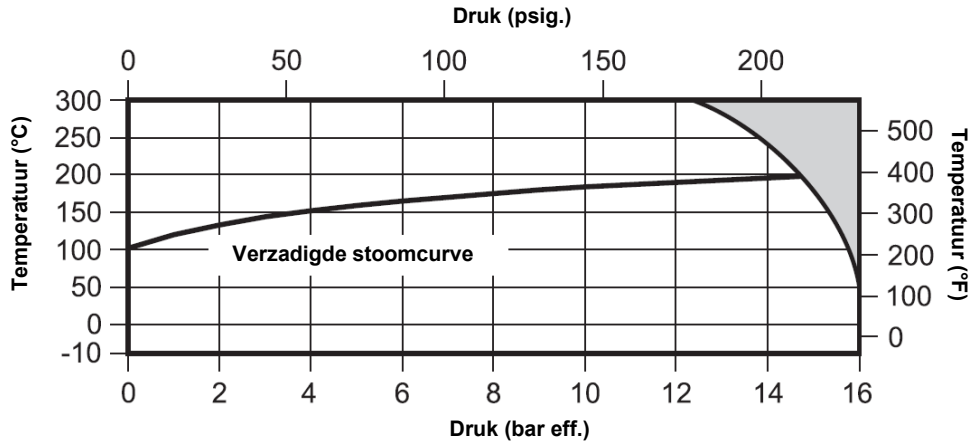 Druk (psig.)
0 50 100 150 200
Temperatuur (°C)
300
250
200
150
100
50
0
-10
Verzadigde stoomcurve
500
400
300
200
100
0
Temperatuur (°F)
0 2 4 6 8 10 12 14 16
Druk (bar eff.)